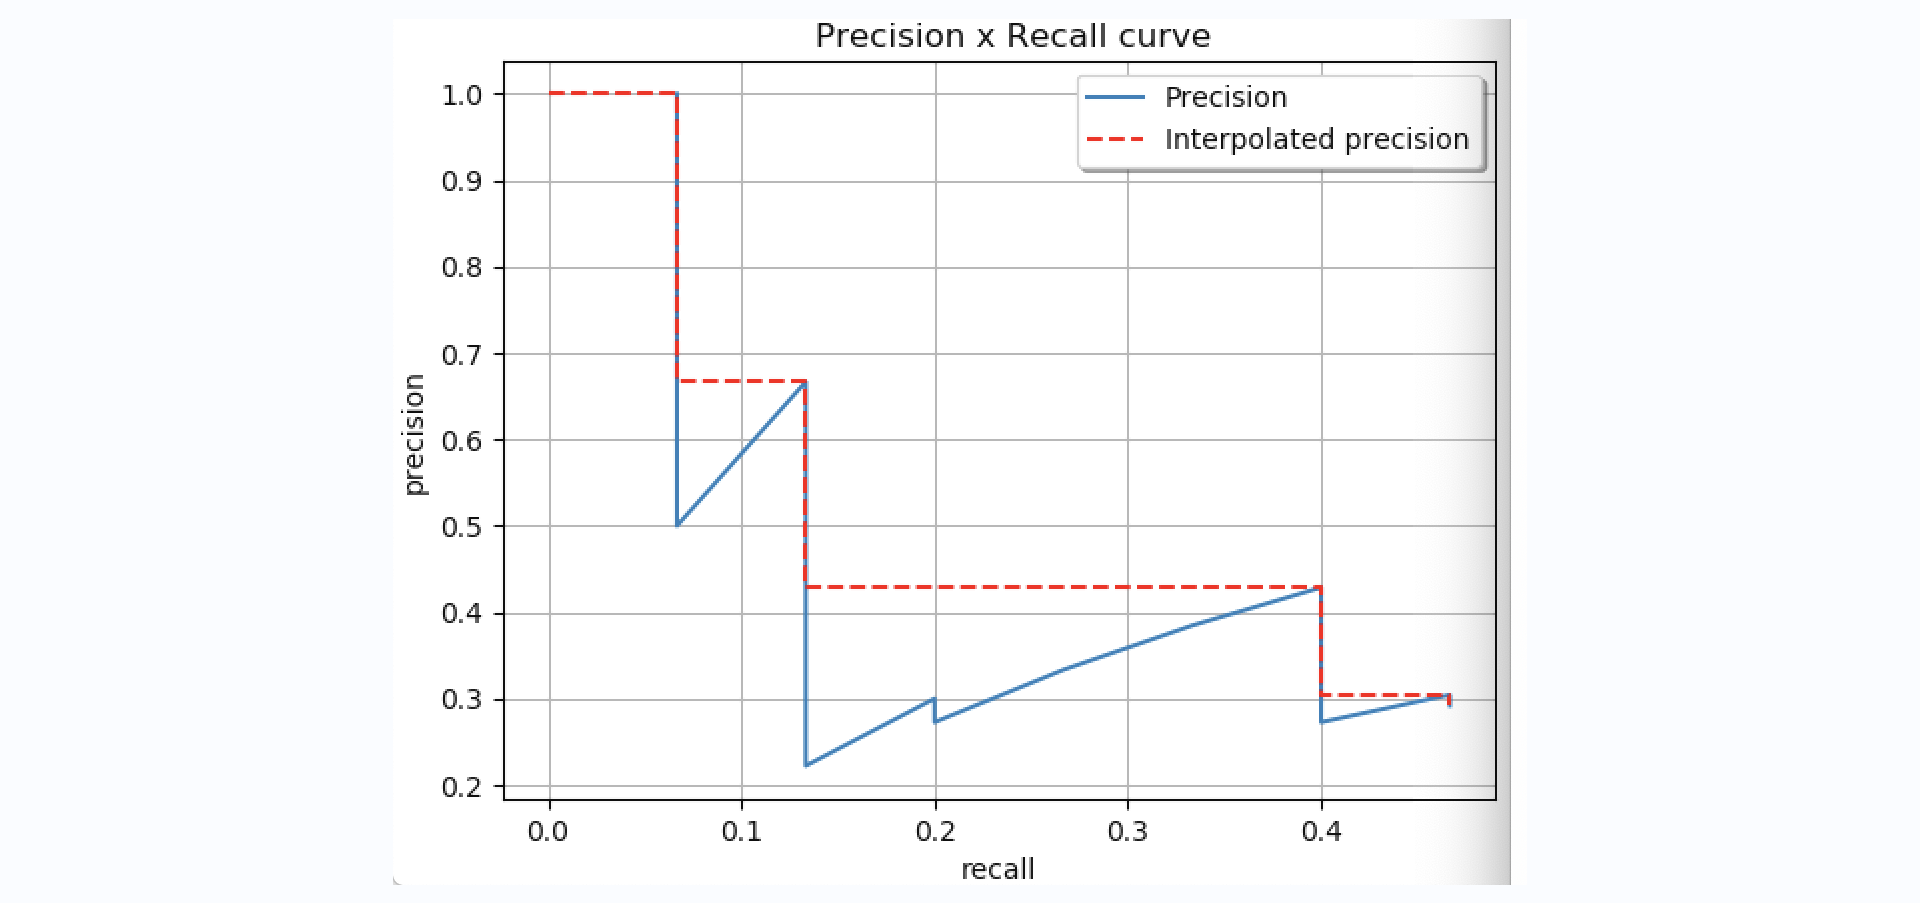 Precision x Recall curve
Precision
Interpolated precision
1.0
0.9
0.8
0.7
0.6
0.5
0.4
0.3
0.2
precision
0.0 0.1 0.2 0.3 0.4
recall